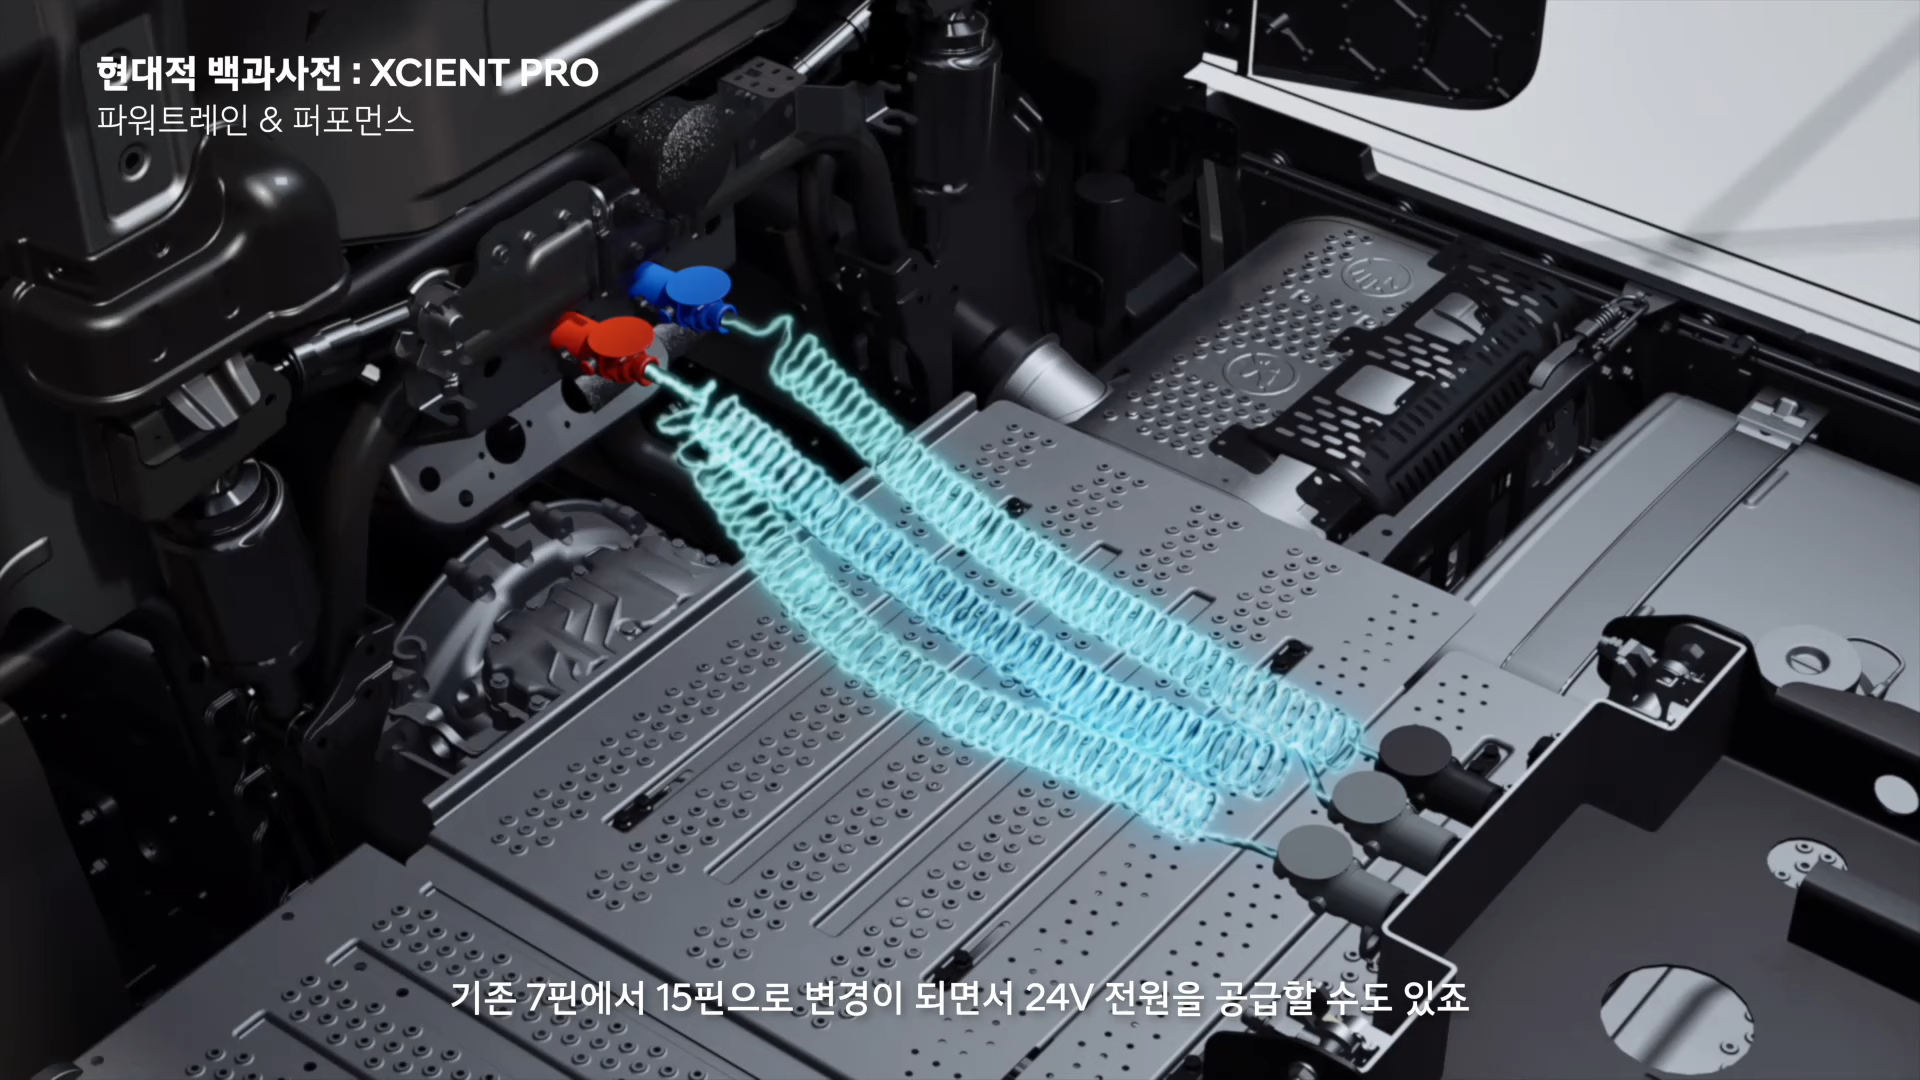 현대적 백과사전 : XCIENT PRO
파워트레인 & 퍼포먼스
기존 7핀에서 15핀으로 변경이 되면서 24V 전원을 공급할 수도 있죠